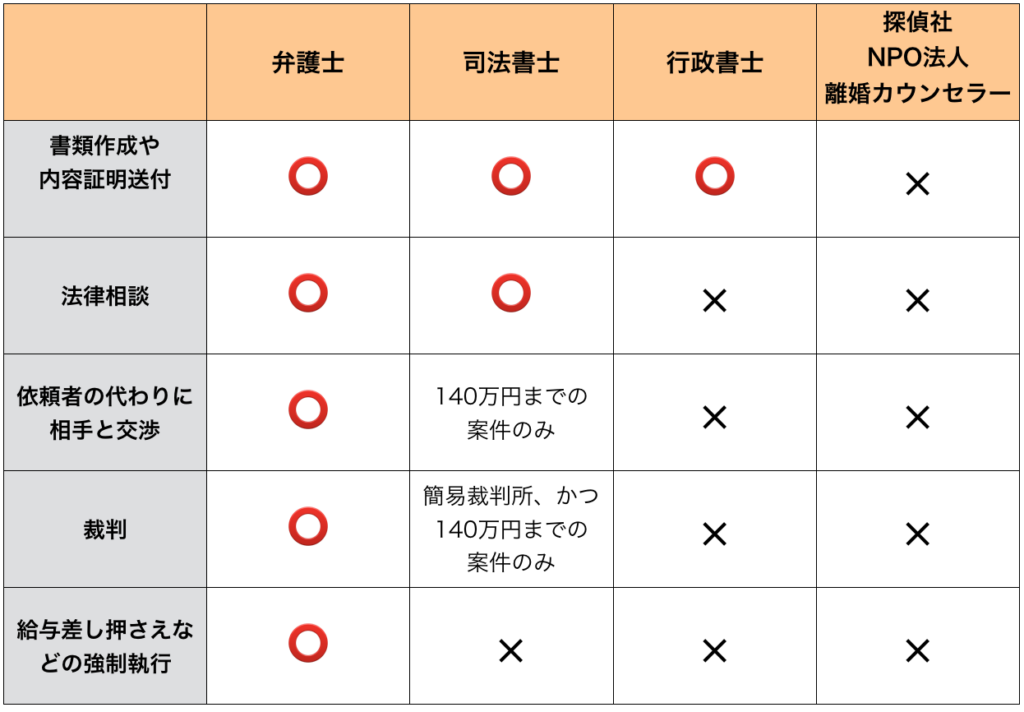 弁護士
司法書士
行政書士
探偵社
NPO法人
離婚カウンセラー
書類作成や
内容証明送付
⭕ ⭕ ⭕ ×
法律相談
⭕ ⭕ × ×
依頼者の代わりに
相手と交渉
⭕
140万円までの
案件のみ
× ×
裁判
⭕
簡易裁判所、かつ
140万円までの
案件のみ
× ×
給与差し押さえな
どの強制執行
⭕ × × ×